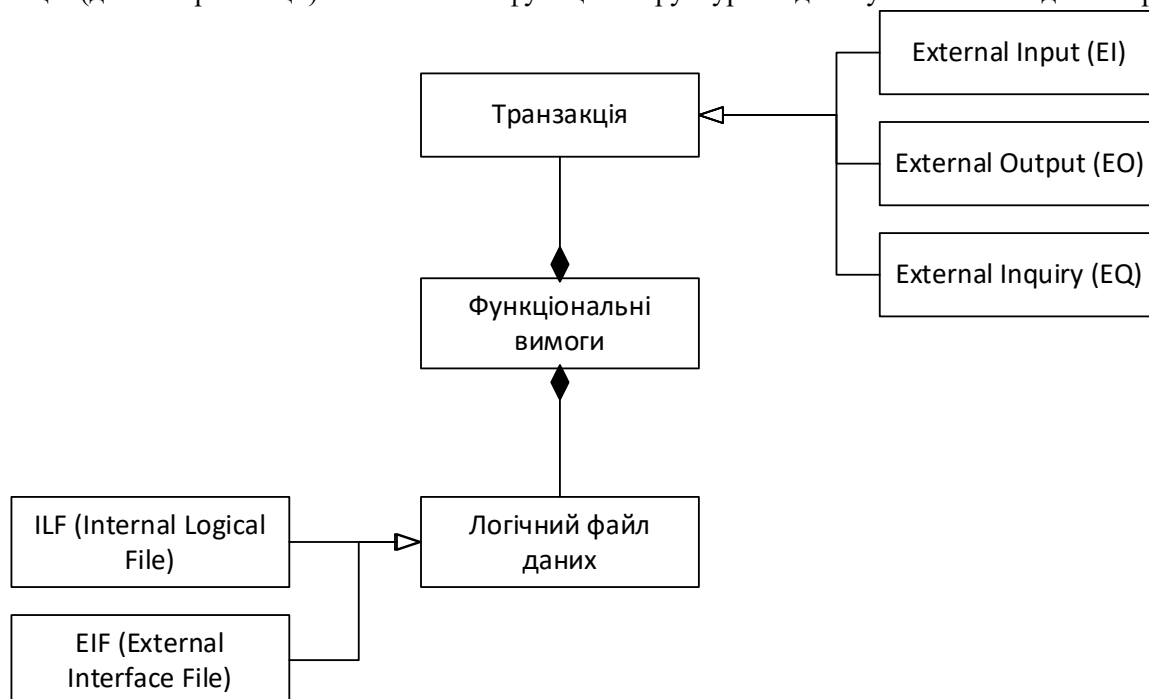 External Input (EI)
Транзакція
External Output (EO)
External Inquiry (EQ)
Функціональні
вимоги
ILF (Internal Logical
File)
Логічний файл
даних
EIF (External
Interface File)